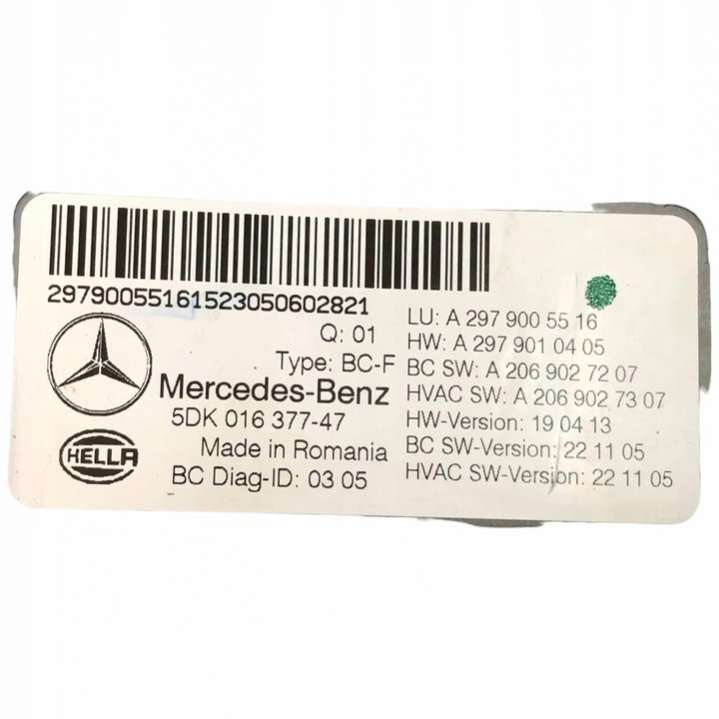 29790055161523050602821
Q: 01
Type: BC-F
Mercedes-Benz
5DK 016 377-47
HELLA
Made in Romania
BC Diag-ID: 03 05
LU: A 297 900 55 16
HW: A 297 901 04 05
BC SW: A 206 902 72 07
HVAC SW: A 206 902 73 07
HW-Version: 19 04 13
BC SW-Version: 22 11 05
HVAC SW-Version: 22 11 05